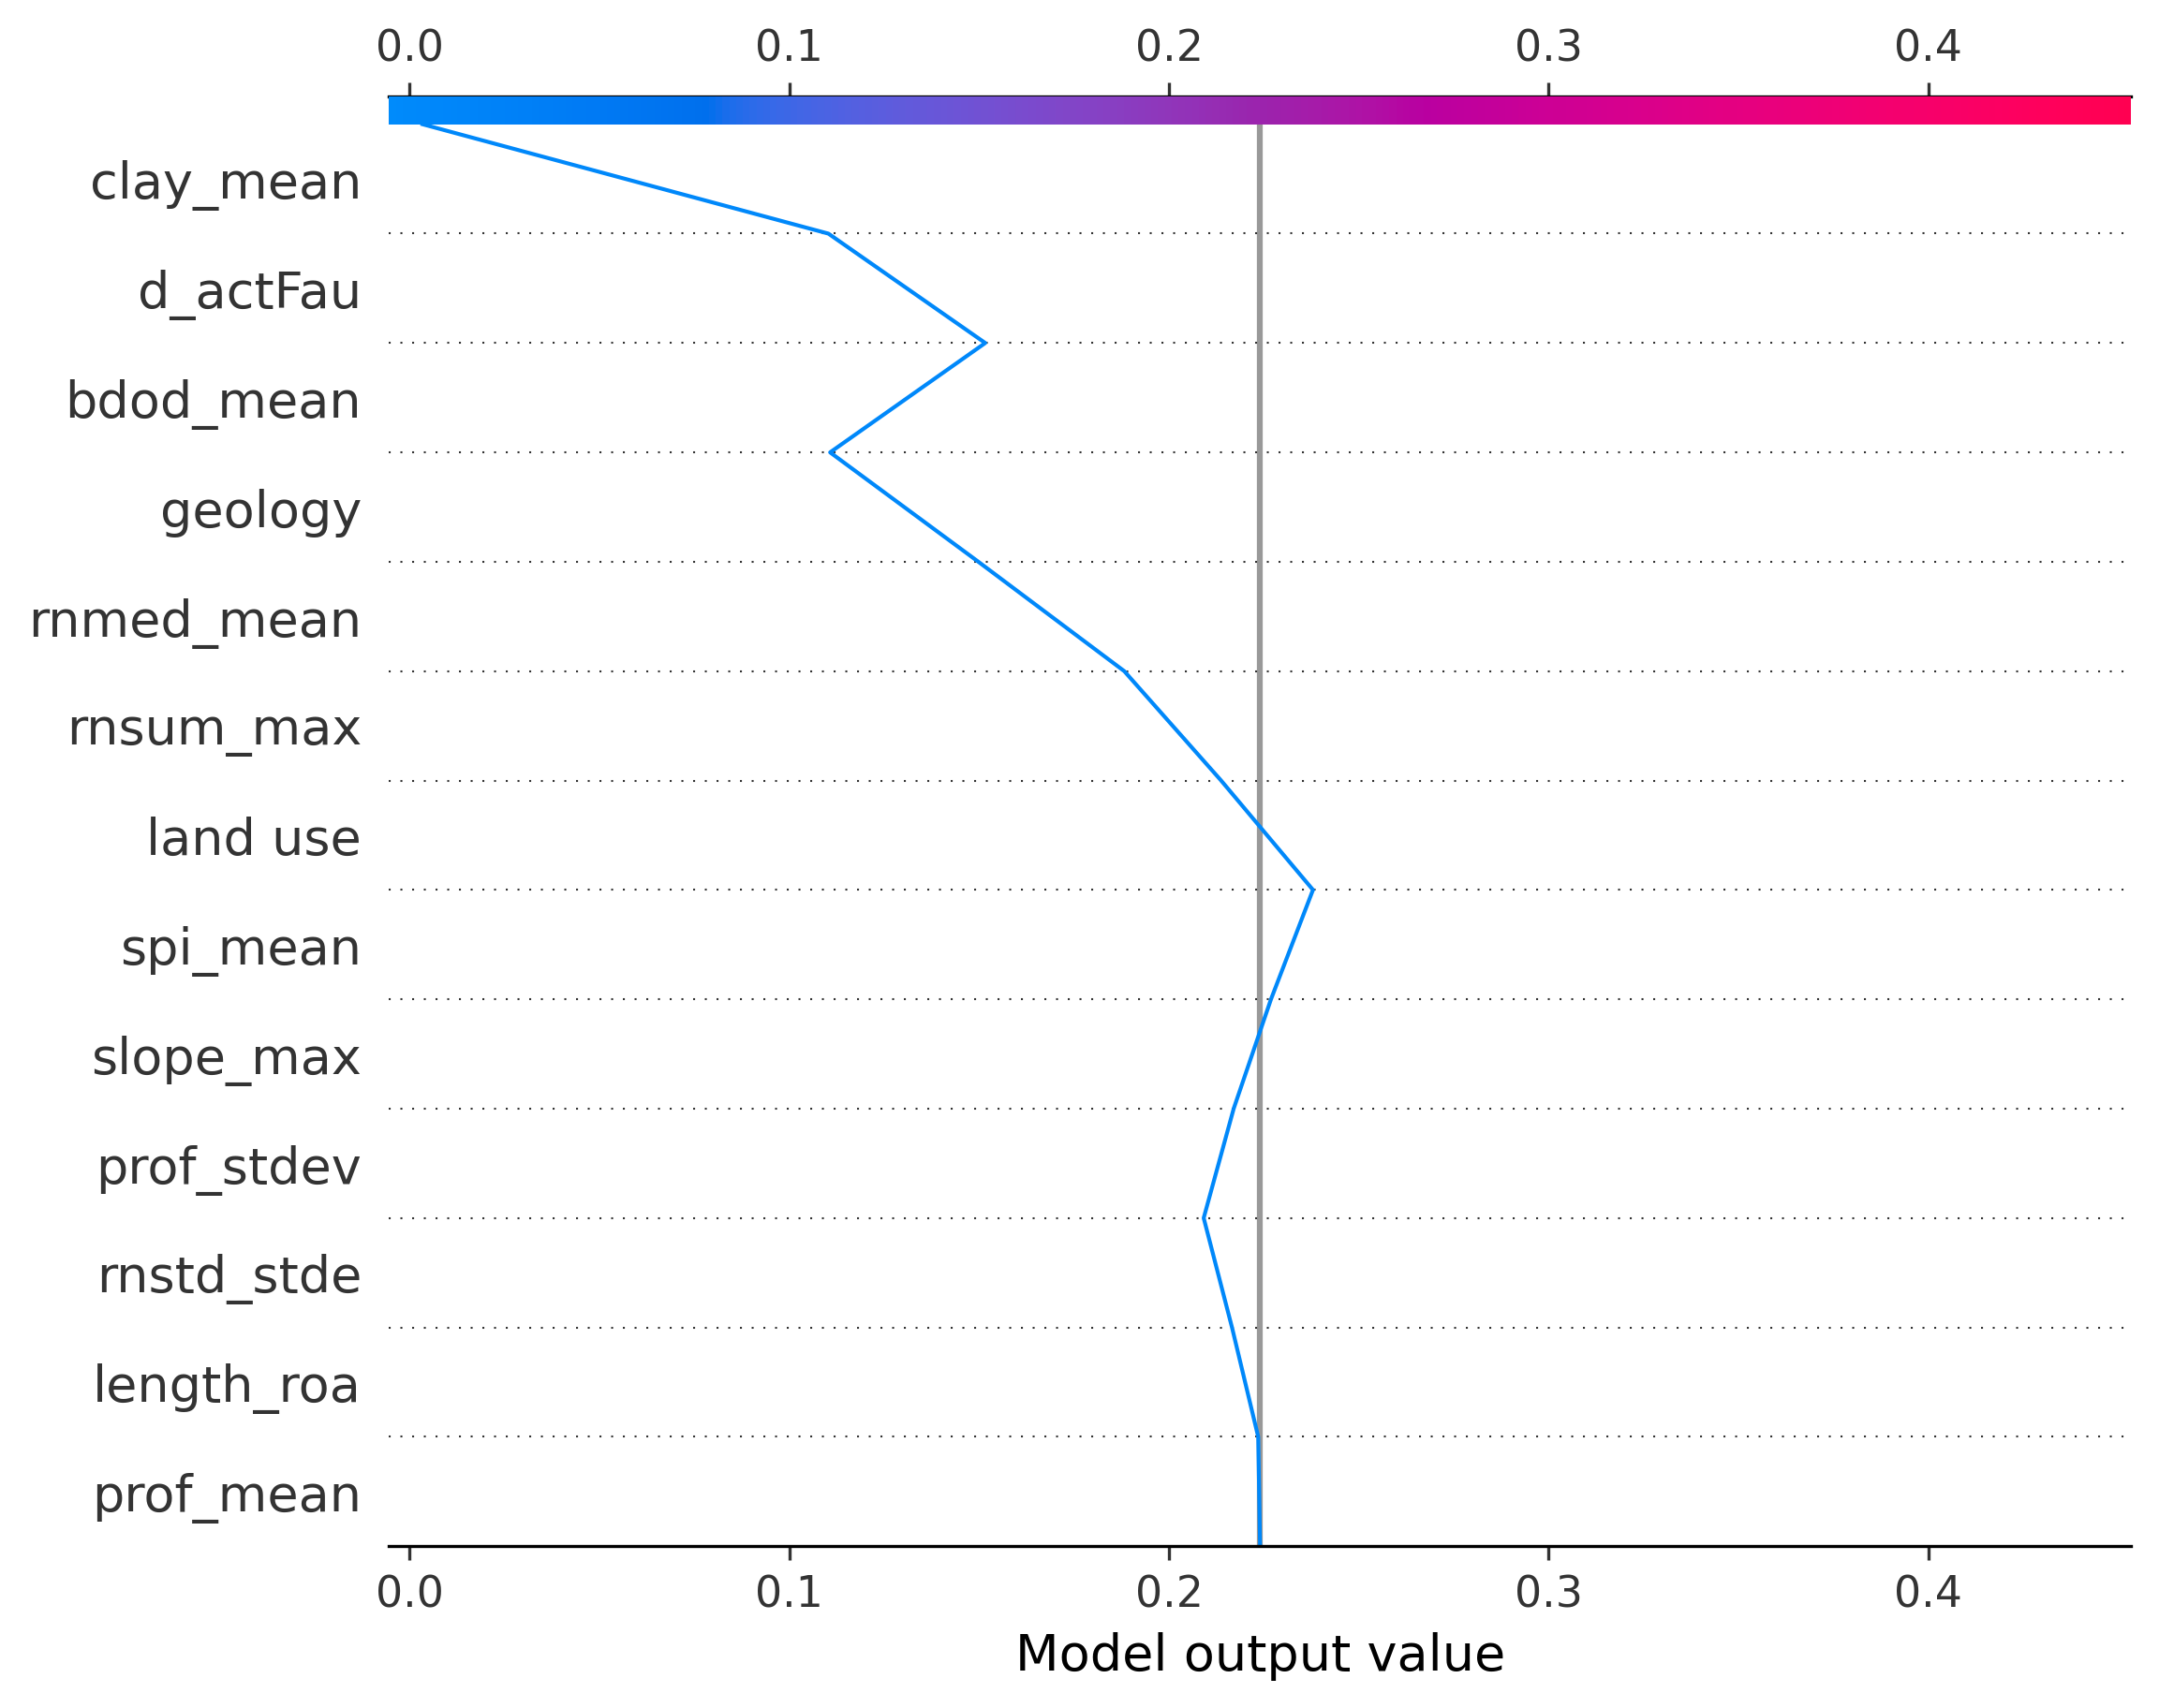 0.0 0.1 0.2 0.3 0.4
clay_mean
d_actFau
bdod_mean
geology
rnmed_mean
rnsum_max
land use
spi_mean
slope_max
prof_stdev
rnstd_stde
length_roa
prof_mean
0.0 0.1 0.2 0.3 0.4
Model output value